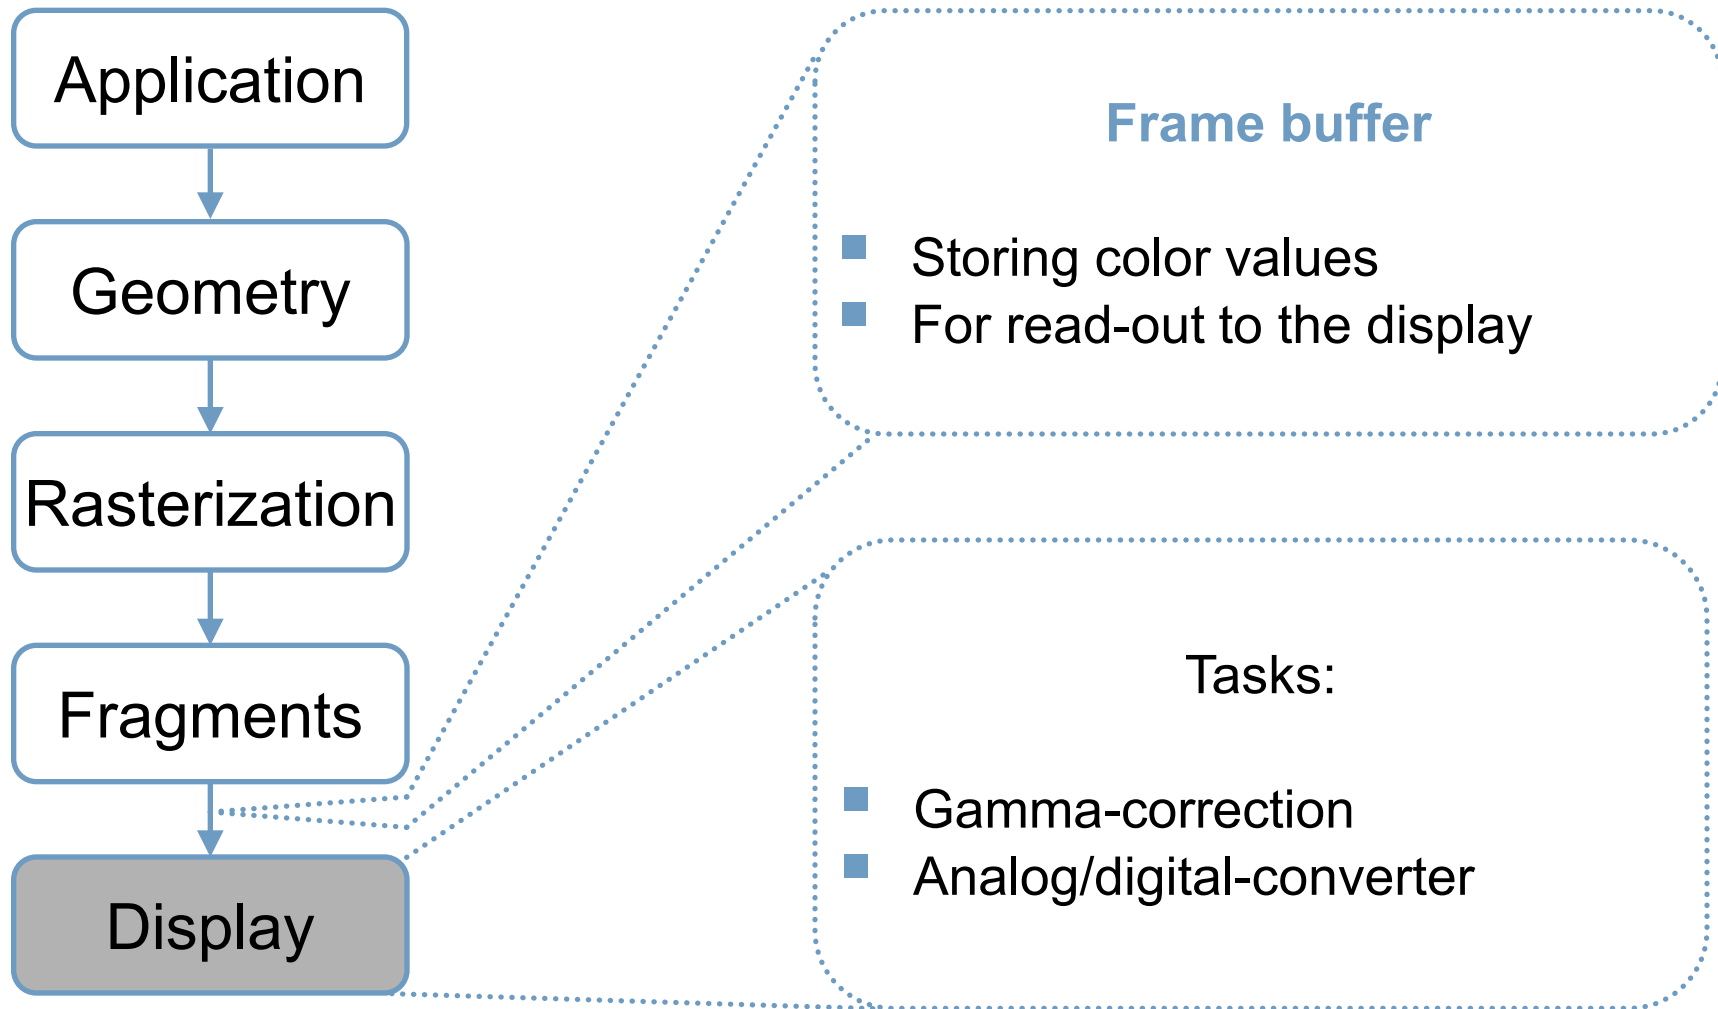 Application
Geometry
Rasterization
Fragments
Display
Frame buffer
Storing color values
For read-out to the display
Tasks:
Gamma-correction
Analog/digital-converter